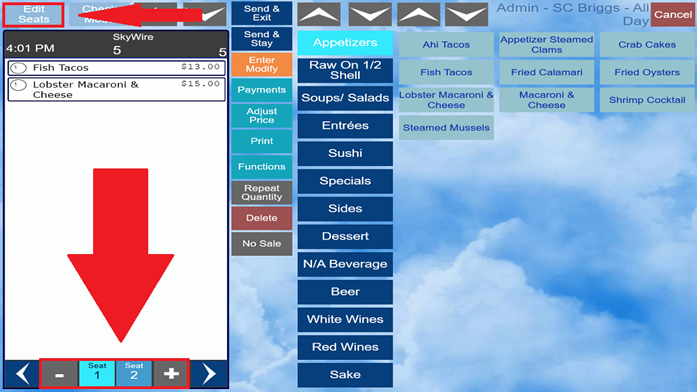 Edit
Seats
Send &
Exit
Admin - SC Briggs - All
Day
Cancel
SkyWire
4:01 PM
5
5
1 Fish Tacos $13.00
1 Lobster Macaroni & $15.00
Cheese
-
Seat
1
Seat
2
+
Send &
Stay
Enter
Modify
Payments
Adjust
Price
Print
Functions
Repeat
Quantity
Delete
No Sale
Appetizers
Raw On 1/2
Shell
Soups/ Salads
Entrées
Sushi
Specials
Sides
Dessert
N/A Beverage
Beer
White Wines
Red Wines
Sake
Ahi Tacos
Appetizer Steamed
Clams
Crab Cakes
Fish Tacos
Fried Calamari
Fried Oysters
Lobster Macaroni &
Cheese
Macaroni &
Cheese
Shrimp Cocktail
Steamed Mussels